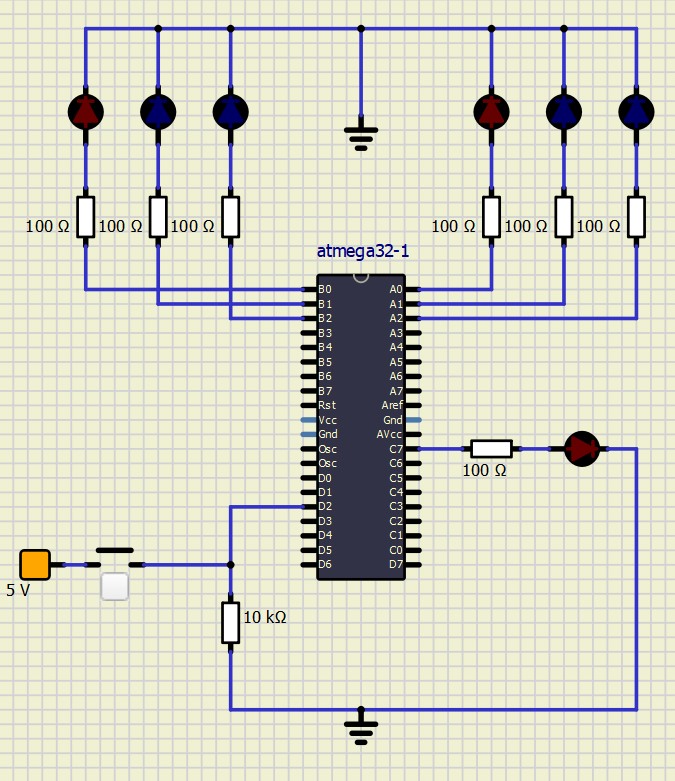 100 Ω 100 Ω 100 Ω 100 Ω 100 Ω 100 Ω
atmega32-1
B0 A0
B1 A1
B2 A2
B3 A3
B4 A4
B5 A5
B6 A6
B7 A7
Rst Aref
Vcc Gnd
Gnd AVcc
Osc C7
Osc C6
D0 C5
D1 C4
D2 C3
D3 C2
D4 C1
D5 C0
D6 D7
100 Ω
5 V
10 kΩ